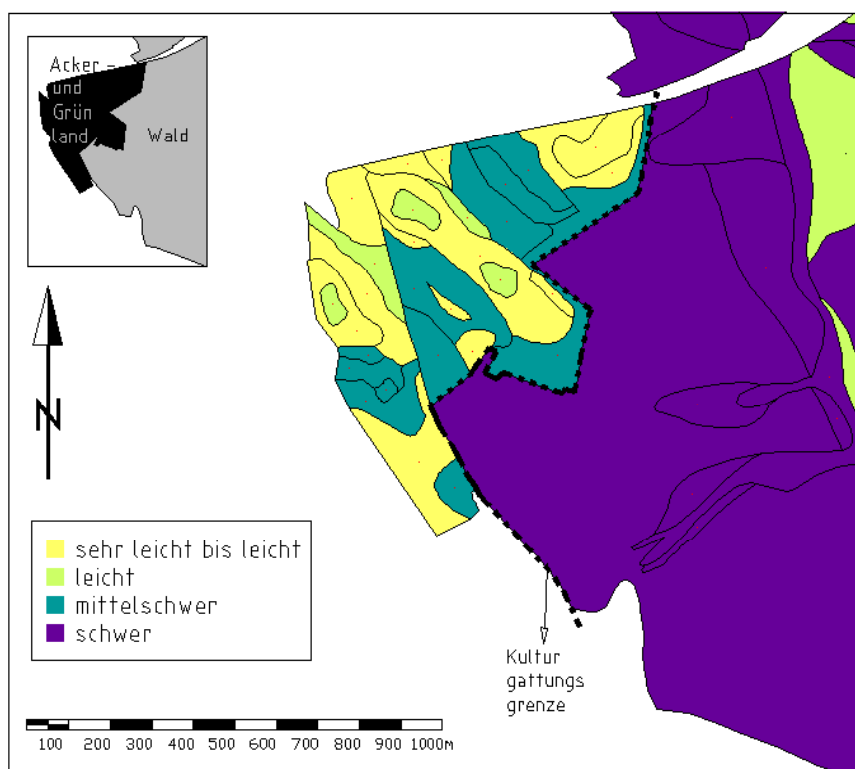 Acker –
und
Grün
land
Wald
N
sehr leicht bis leicht
leicht
mittelschwer
schwer
Kultur
gattungs
grenze
100 200 300 400 500 600 700 800 900 1000m